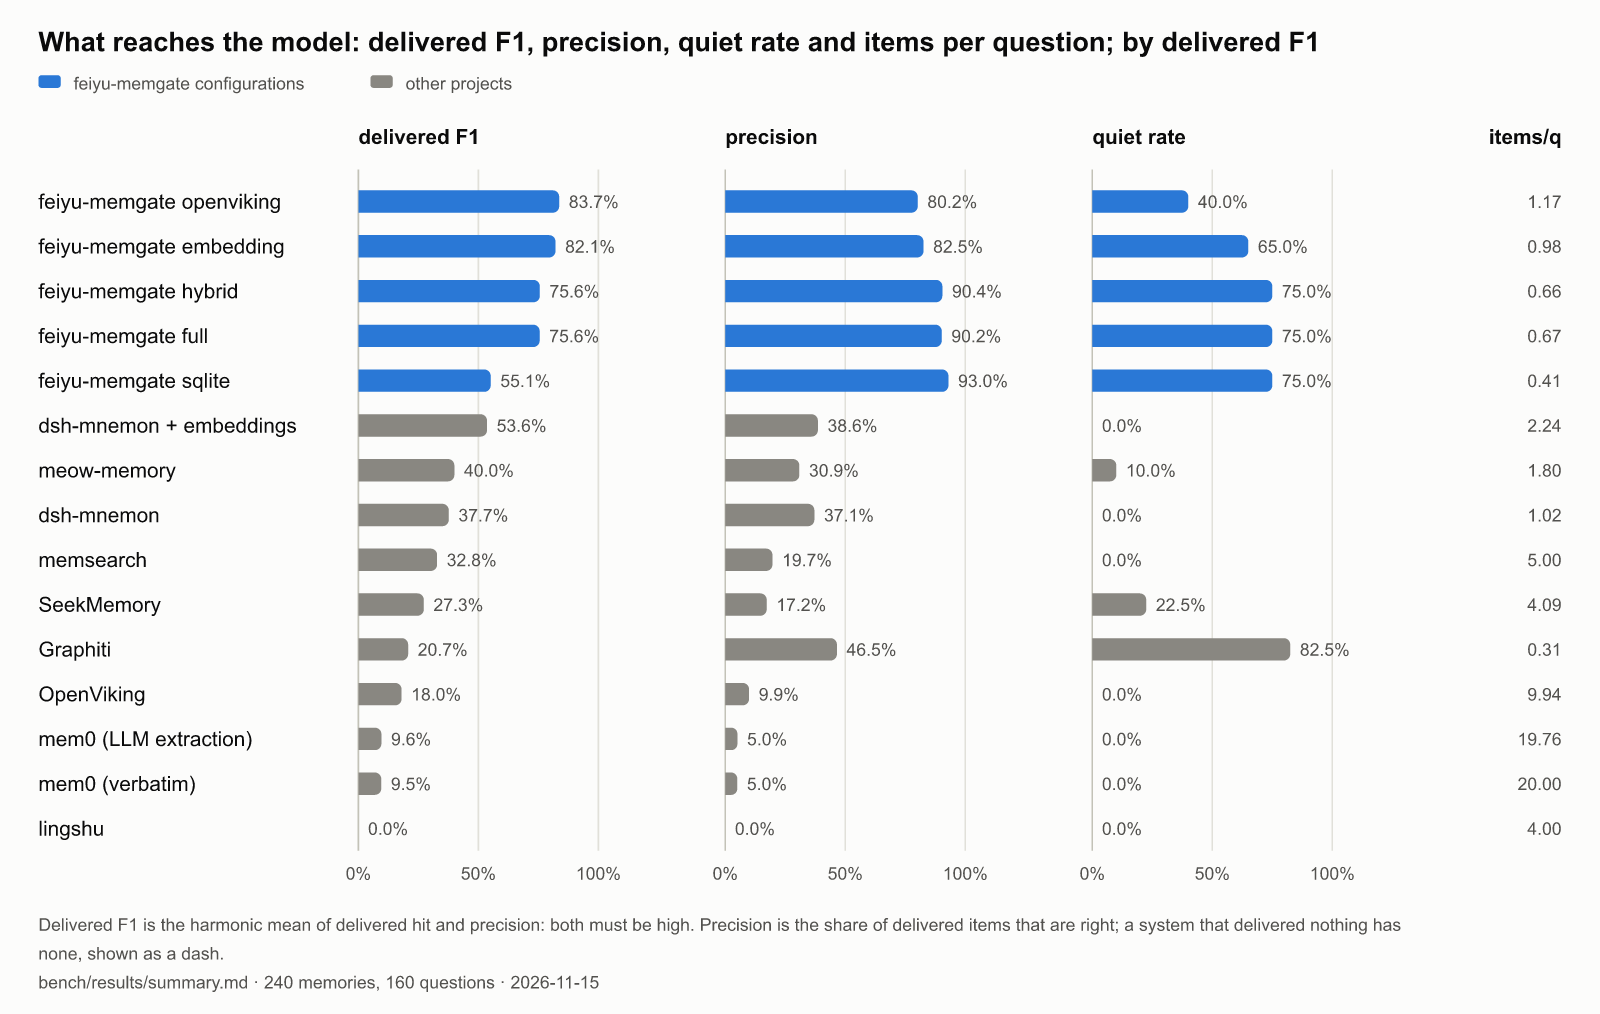 What reaches the model: delivered F1, precision, quiet rate and items per question; by delivered F1
feiyu-memgate configurations other projects
delivered F1 precision quiet rate items/q
feiyu-memgate openviking 83.7% 80.2% 40.0% 1.17
feiyu-memgate embedding 82.1% 82.5% 65.0% 0.98
feiyu-memgate hybrid 75.6% 90.4% 75.0% 0.66
feiyu-memgate full 75.6% 90.2% 75.0% 0.67
feiyu-memgate sqlite 55.1% 93.0% 75.0% 0.41
dsh-mnemon + embeddings 53.6% 38.6% 0.0% 2.24
meow-memory 40.0% 30.9% 10.0% 1.80
dsh-mnemon 37.7% 37.1% 0.0% 1.02
memsearch 32.8% 19.7% 0.0% 5.00
SeekMemory 27.3% 17.2% 22.5% 4.09
Graphiti 20.7% 46.5% 82.5% 0.31
OpenViking 18.0% 9.9% 0.0% 9.94
mem0 (LLM extraction) 9.6% 5.0% 0.0% 19.76
mem0 (verbatim) 9.5% 5.0% 0.0% 20.00
lingshu 0.0% 0.0% 0.0% 4.00
0% 50% 100% 0% 50% 100% 0% 50% 100%
Delivered F1 is the harmonic mean of delivered hit and precision: both must be high. Precision is the share of delivered items that are right; a system that delivered nothing has
none, shown as a dash.
bench/results/summary.md · 240 memories, 160 questions · 2026-11-15